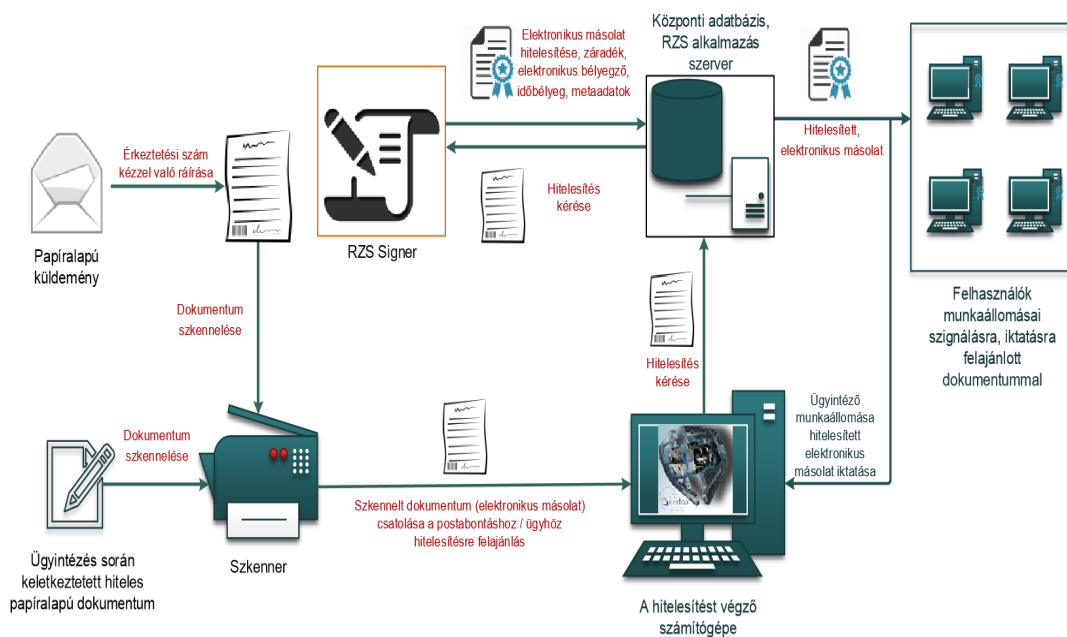 Elektronikus másolat
hitelesítése, záradék,
elektronikus bélyegző,
időbélyeg, metaadatok
Központi adatbázis,
RZS alkalmazás
szerver
Hitelesített,
elektronikus másolat
Érkeztetési szám
kézzel való ráírása
Hitelesítés
kérése
RZS Signer
Papíralapú
küldemény
Felhasználók
munkaállomásai
szignálásra, iktatásra
felajánlott
dokumentummal
Dokumentum
szkennelése
Hitelesítés
kérése
Ügyintéző
munkaállomása
hitelesített
elektronikus
másolat iktatása
Dokumentum
szkennelése
Szkennelt dokumentum (elektronikus másolat)
csatolása a postabontáshoz / ügyhöz
hitelesítésre felajánlás
Ügyintézés során
keletkeztetett hiteles
papíralapú dokumentum
Szkenner
A hitelesítést végző
számítógépe